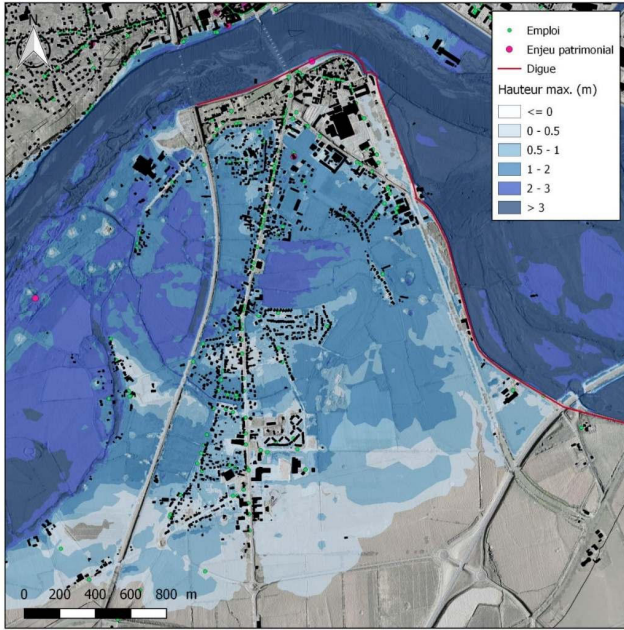 N
Emploi
Enjeu patrimonial
Digue
Hauteur max. (m)
<= 0
0 - 0.5
0.5 - 1
1 - 2
2 - 3
> 3
0 200 400 600 800 m